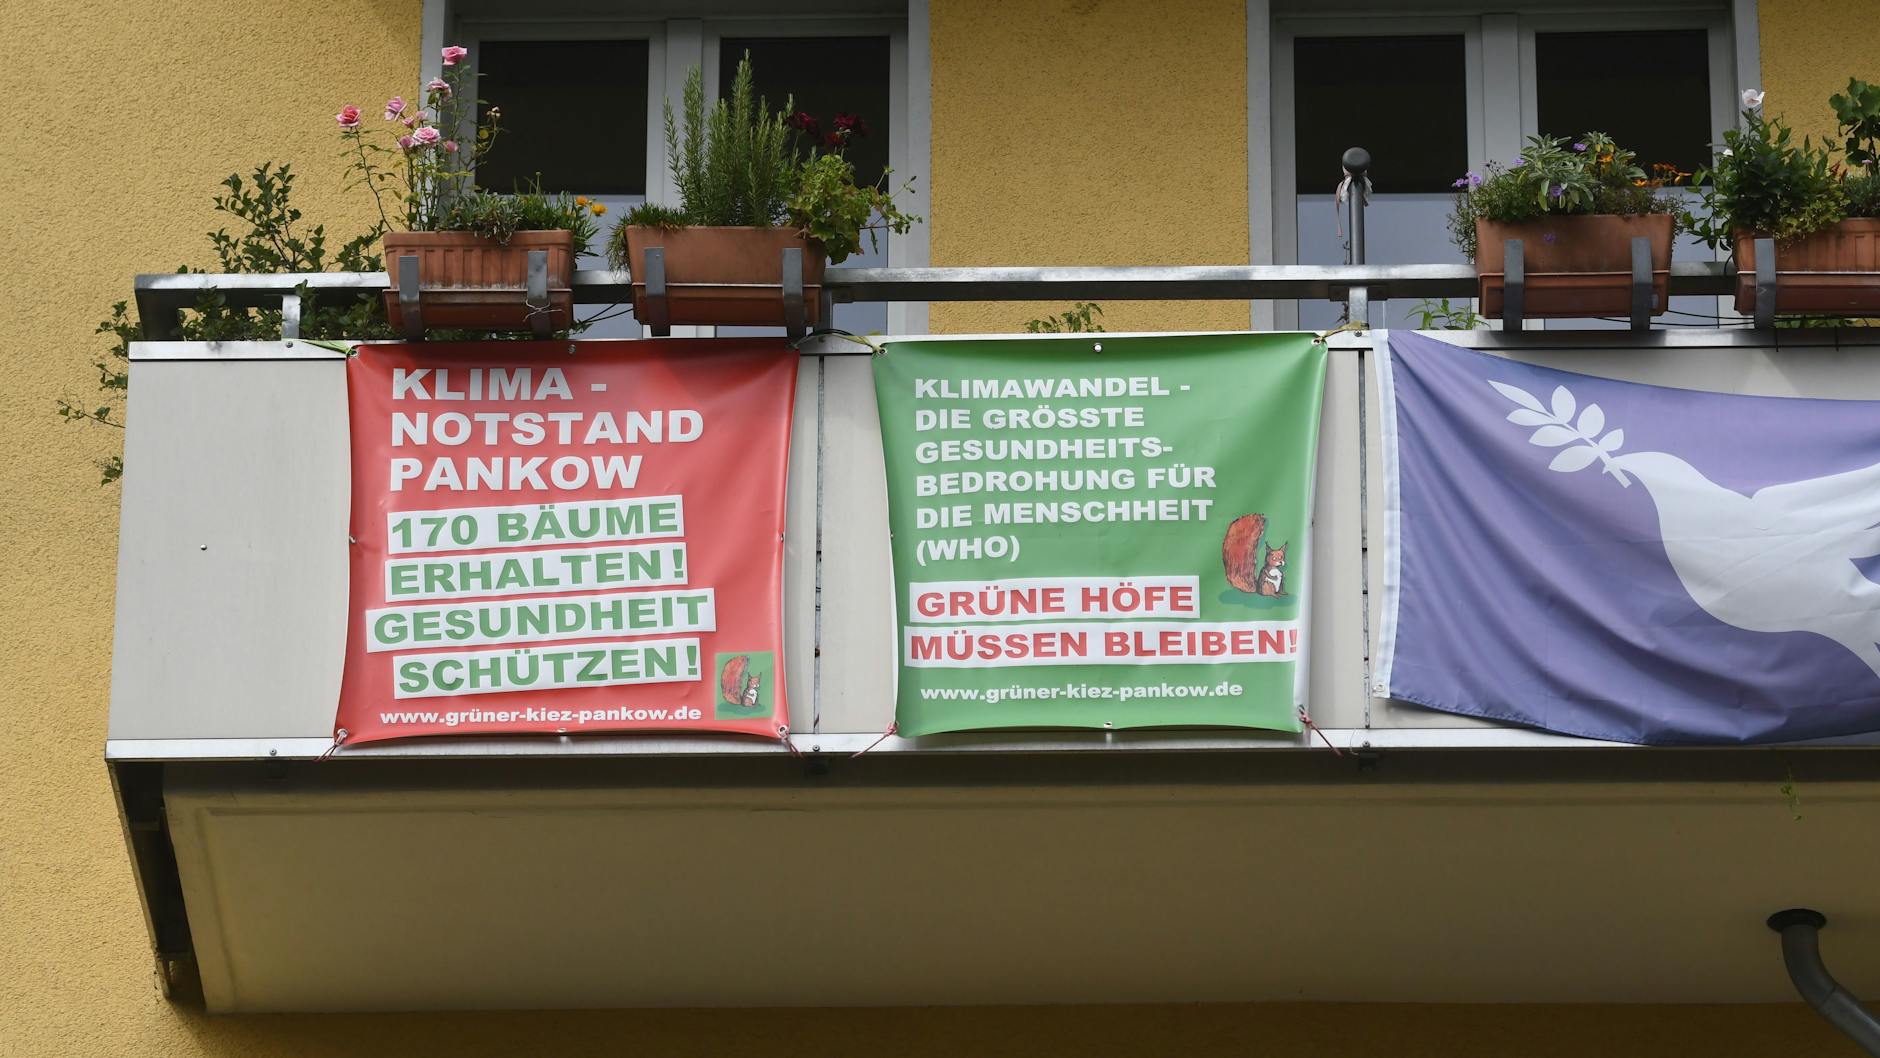 KLIMA -
NOTSTAND
PANKOW
170 BÄUME
ERHALTEN!
GESUNDHEIT
SCHÜTZEN!
www.grüner-kiez-pankow.de
KLIMAWANDEL -
DIE GRÖSSTE
GESUNDHEITS-
BEDROHUNG FÜR
DIE MENSCHHEIT
(WHO)
GRÜNE HÖFE
MÜSSEN BLEIBEN!
www.grüner-kiez-pankow.de